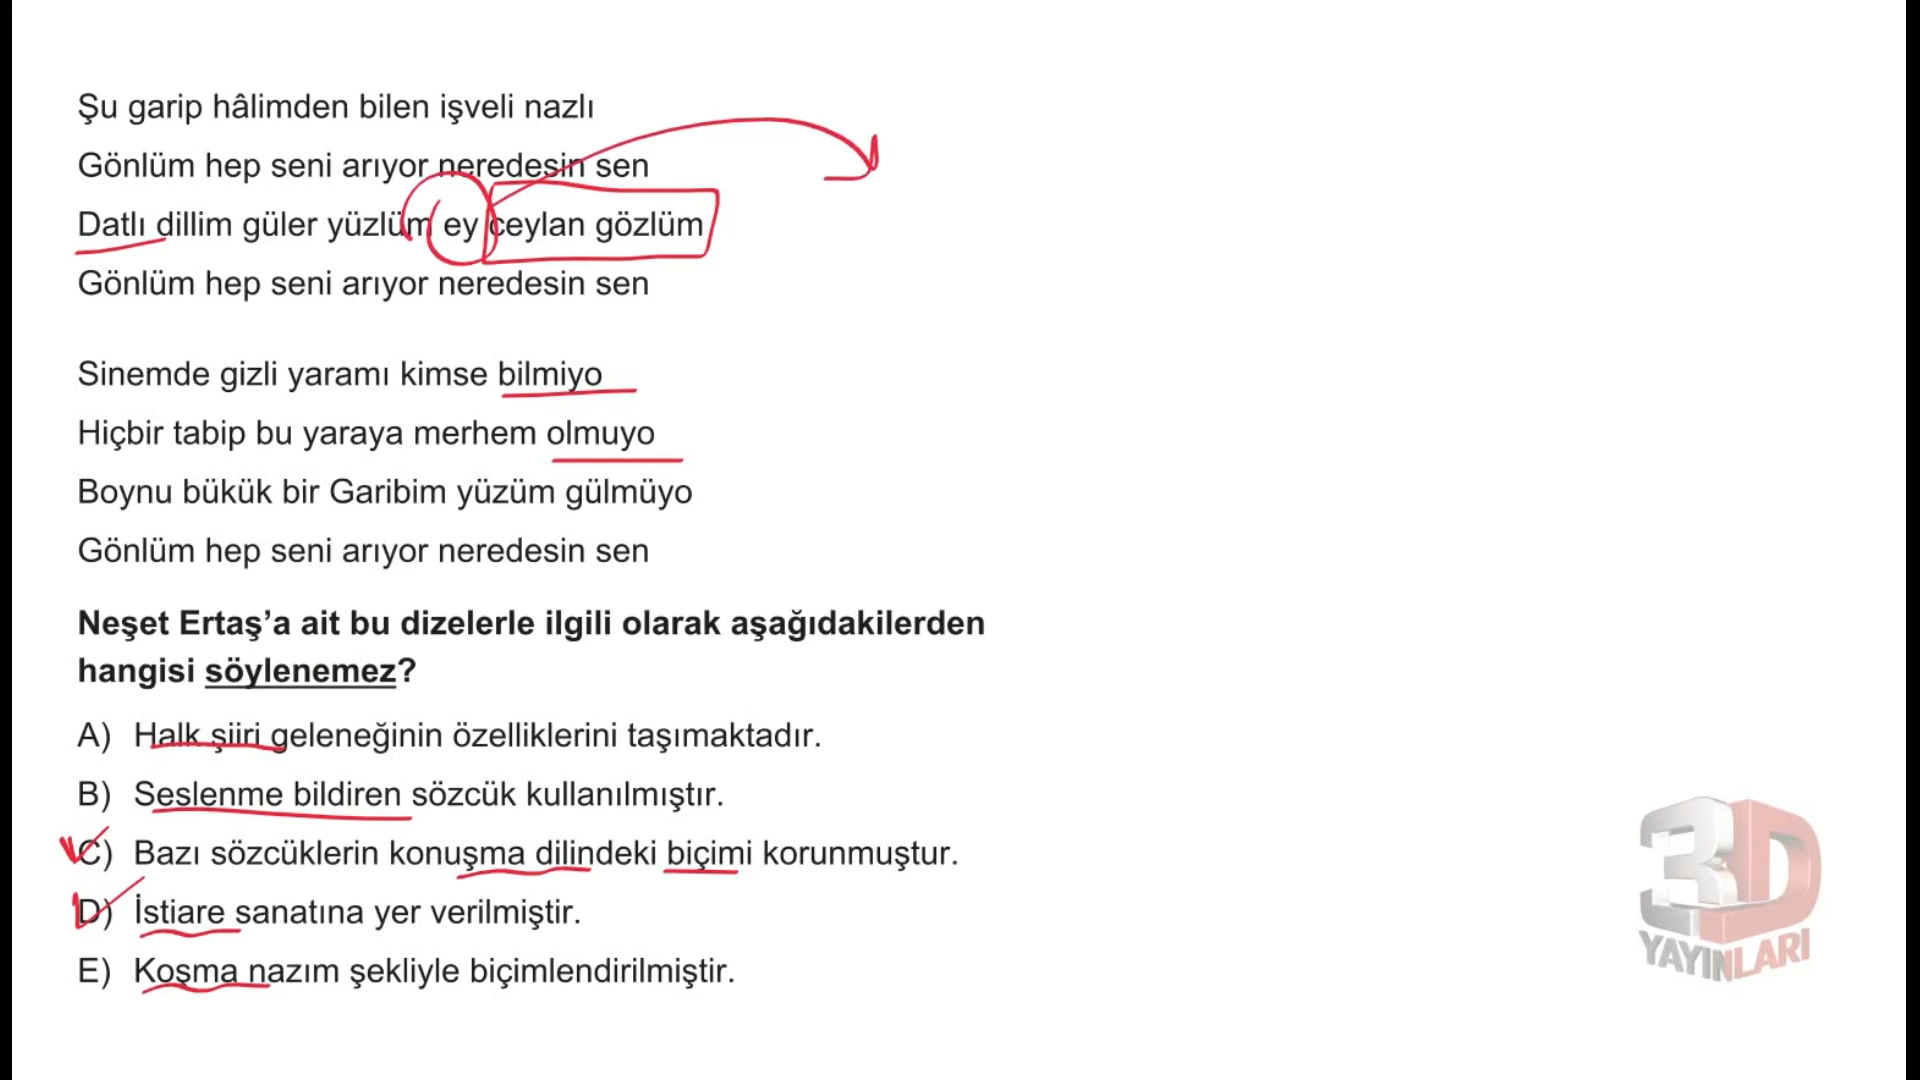 Şu garip hâlimden bilen işveli nazlı
Gönlüm hep seni arıyor neredesin sen
Datlı dillim güler yüzlüm ey ceylan gözlüm
Gönlüm hep seni arıyor neredesin sen
Sinemde gizli yaramı kimse bilmiyo
Hiçbir tabip bu yaraya merhem olmuyo
Boynu bükük bir Garibim yüzüm gülmüyo
Gönlüm hep seni arıyor neredesin sen
Neşet Ertaş’a ait bu dizelerle ilgili olarak aşağıdakilerden
hangisi söylenemez?
A) Halk şiiri geleneğinin özelliklerini taşımaktadır.
B) Seslenme bildiren sözcük kullanılmıştır.
C) Bazı sözcüklerin konuşma dilindeki biçimi korunmuştur.
D) İstiare sanatına yer verilmiştir.
E) Koşma nazım şekliyle biçimlendirilmiştir.
3D
YAYINLARI